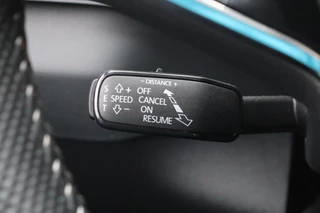 - DISTANCE +
S + OFF
E SPEED CANCEL
T - ON
RESUME